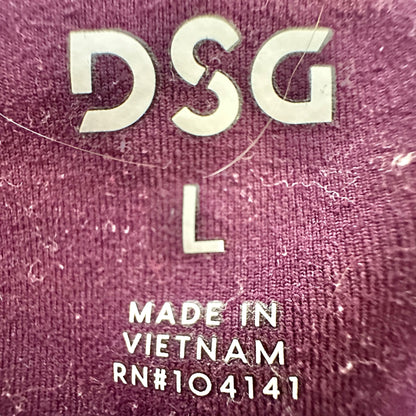 DSG
L
MADE IN
VIETNAM
RN#104141